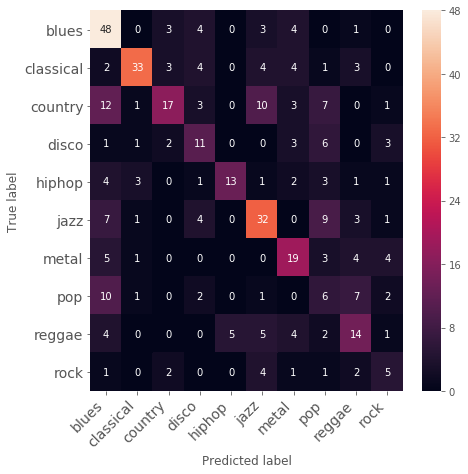 blues 48 0 3 4 0 3 4 0 1 0
classical 2 33 3 4 0 4 4 1 3 0
country 12 1 17 3 0 10 3 7 0 1
disco 1 1 2 11 0 0 3 6 0 3
hiphop 4 3 0 1 13 1 2 3 1 1
jazz 7 1 0 4 0 32 0 9 3 1
metal 5 1 0 0 0 0 19 3 4 4
pop 10 1 0 2 0 1 0 6 7 2
reggae 4 0 0 0 5 5 4 2 14 1
rock 1 0 2 0 0 4 1 1 2 5
blues classical country disco hiphop jazz metal pop reggae rock
True label
Predicted label
48
40
32
24
16
8
0